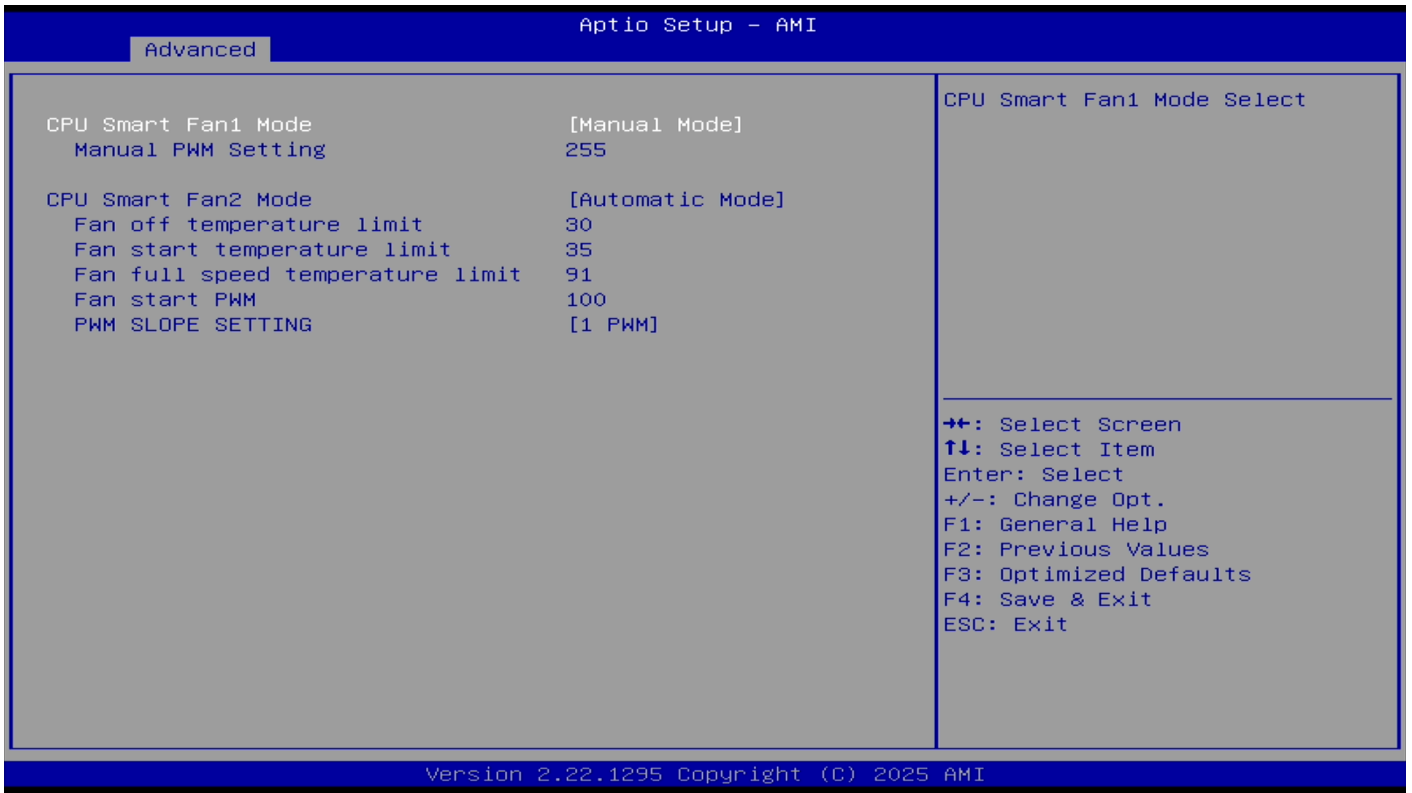 Aptio Setup - AMI
Advanced
CPU Smart Fan1 Mode [Manual Mode]
Manual PWM Setting 255
CPU Smart Fan2 Mode [Automatic Mode]
Fan off temperature limit 30
Fan start temperature limit 35
Fan full speed temperature limit 91
Fan start PWM 100
PWM SLOPE SETTING [1 PWM]
CPU Smart Fan1 Mode Select
→←: Select Screen
↑↓: Select Item
Enter: Select
+/-: Change Opt.
F1: General Help
F2: Previous Values
F3: Optimized Defaults
F4: Save & Exit
ESC: Exit
Version 2.22.1295 Copyright (C) 2025 AMI